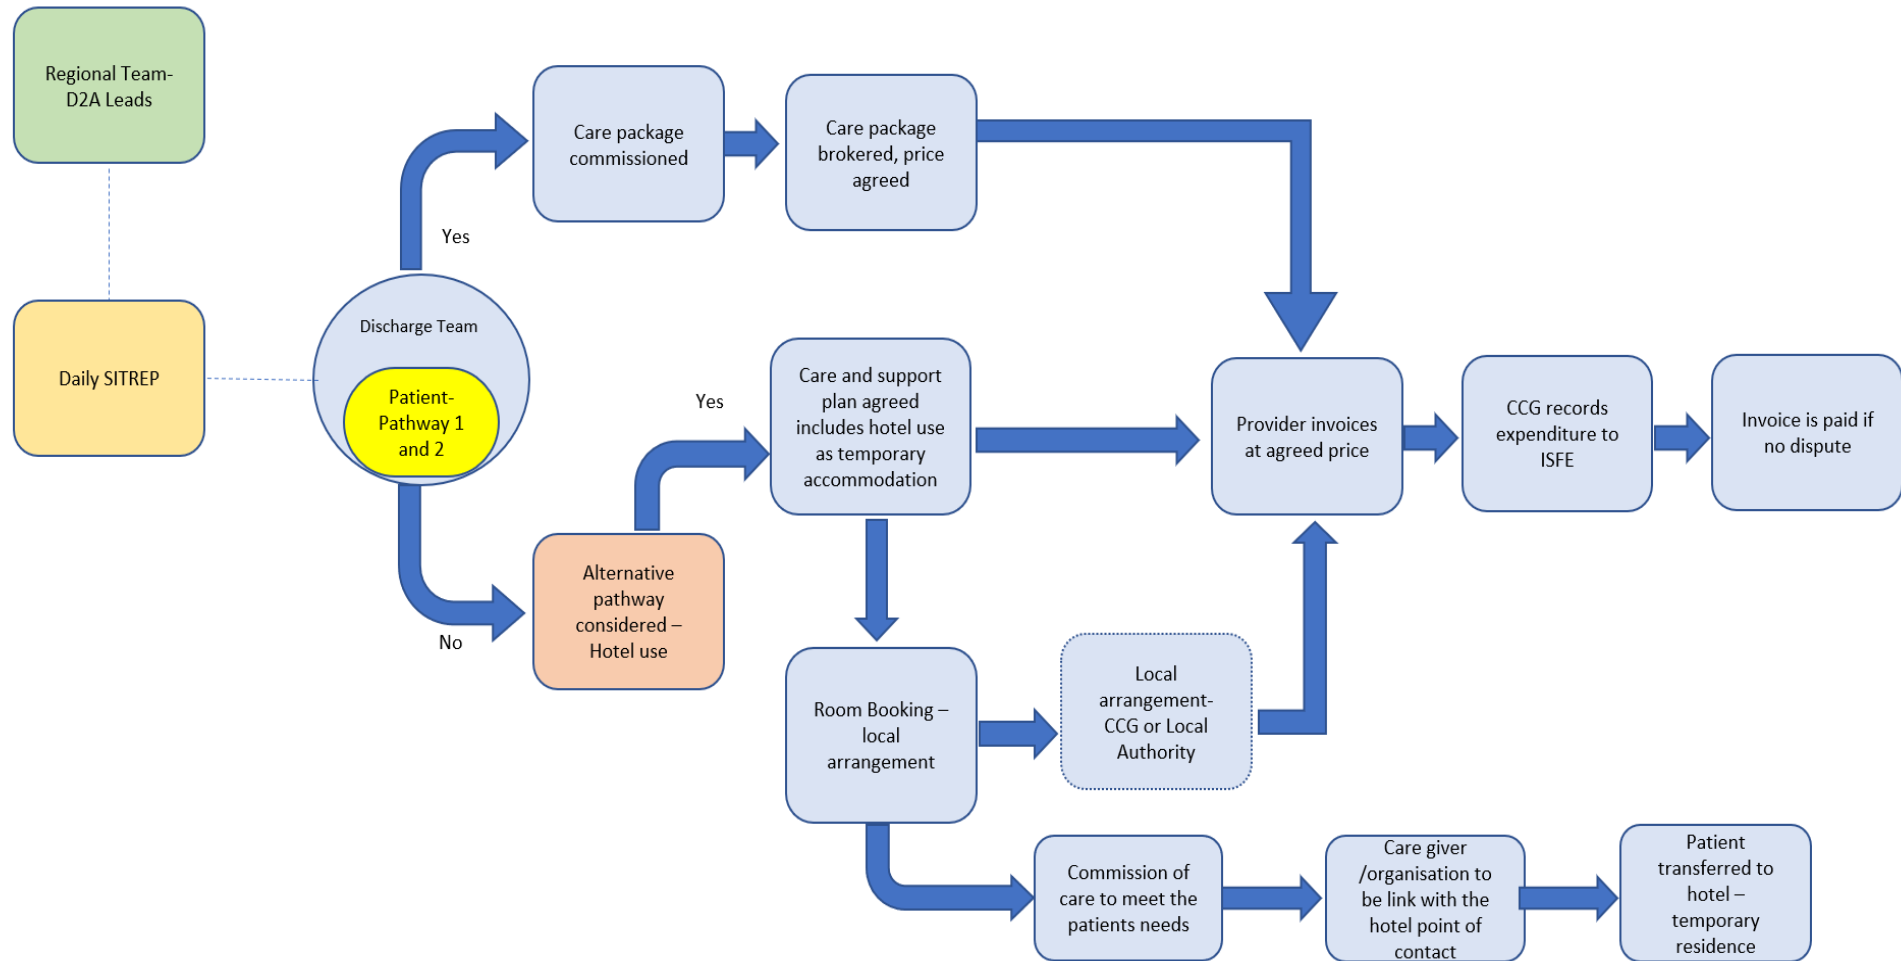 Regional Team-
D2A Leads
Care package
commissioned
Care package
brokered, price
agreed
Yes
Discharge Team
Patient-
Pathway 1
and 2
Daily SITREP
Yes
Care and support
plan agreed
includes hotel use
as temporary
accommodation
Provider invoices
at agreed price
CCG records
expenditure to
ISFE
Invoice is paid if
no dispute
No
Alternative
pathway
considered –
Hotel use
Room Booking –
local
arrangement
Local
arrangement-
CCG or Local
Authority
Commission of
care to meet the
patients needs
Care giver
/organisation to
be link with the
hotel point of
contact
Patient
transferred to
hotel –
temporary
residence